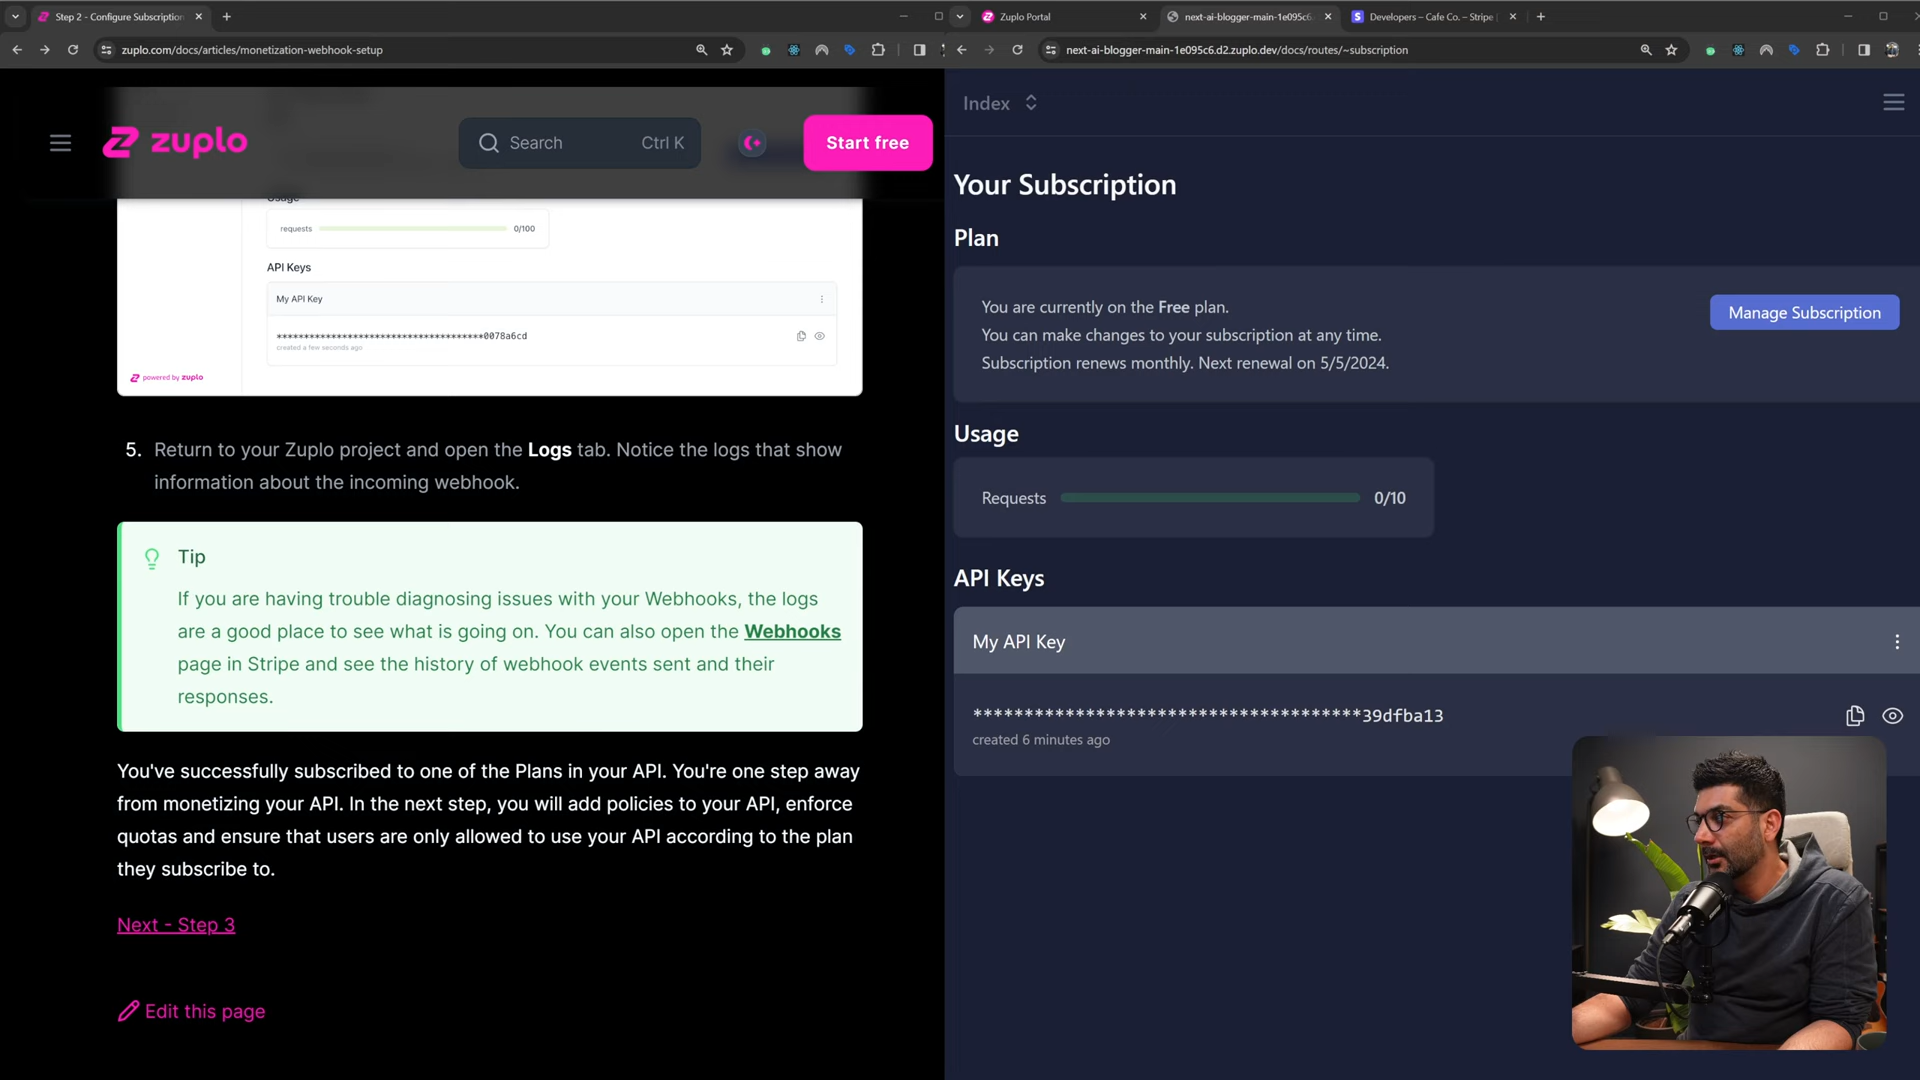 Step 2 - Configure Subscription
zuplo.com/docs/articles/monetization-webhook-setup
zuplo
Search
Ctrl K
Start free
Usage
requests
0/100
API Keys
My API Key
**************************************0078a6cd
created a few seconds ago
powered by zuplo
5. Return to your Zuplo project and open the Logs tab. Notice the logs that show
information about the incoming webhook.
Tip
If you are having trouble diagnosing issues with your Webhooks, the logs
are a good place to see what is going on. You can also open the Webhooks
page in Stripe and see the history of webhook events sent and their
responses.
You've successfully subscribed to one of the Plans in your API. You're one step away
from monetizing your API. In the next step, you will add policies to your API, enforce
quotas and ensure that users are only allowed to use your API according to the plan
they subscribe to.
Next - Step 3
Edit this page
Zuplo Portal
next-ai-blogger-main-1e095c6.
Developers – Cafe Co. – Stripe
next-ai-blogger-main-1e095c6.d2.zuplo.dev/docs/routes/~subscription
Index
Your Subscription
Plan
You are currently on the Free plan.
You can make changes to your subscription at any time.
Subscription renews monthly. Next renewal on 5/5/2024.
Manage Subscription
Usage
Requests
0/10
API Keys
My API Key
**************************************39dfba13
created 6 minutes ago